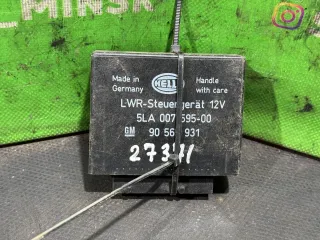 MINSK
Made in Germany
HELLA
Handle with care
LWR-Steuergerät 12V
5LA 007 595-00
GM 90 56 931
27341